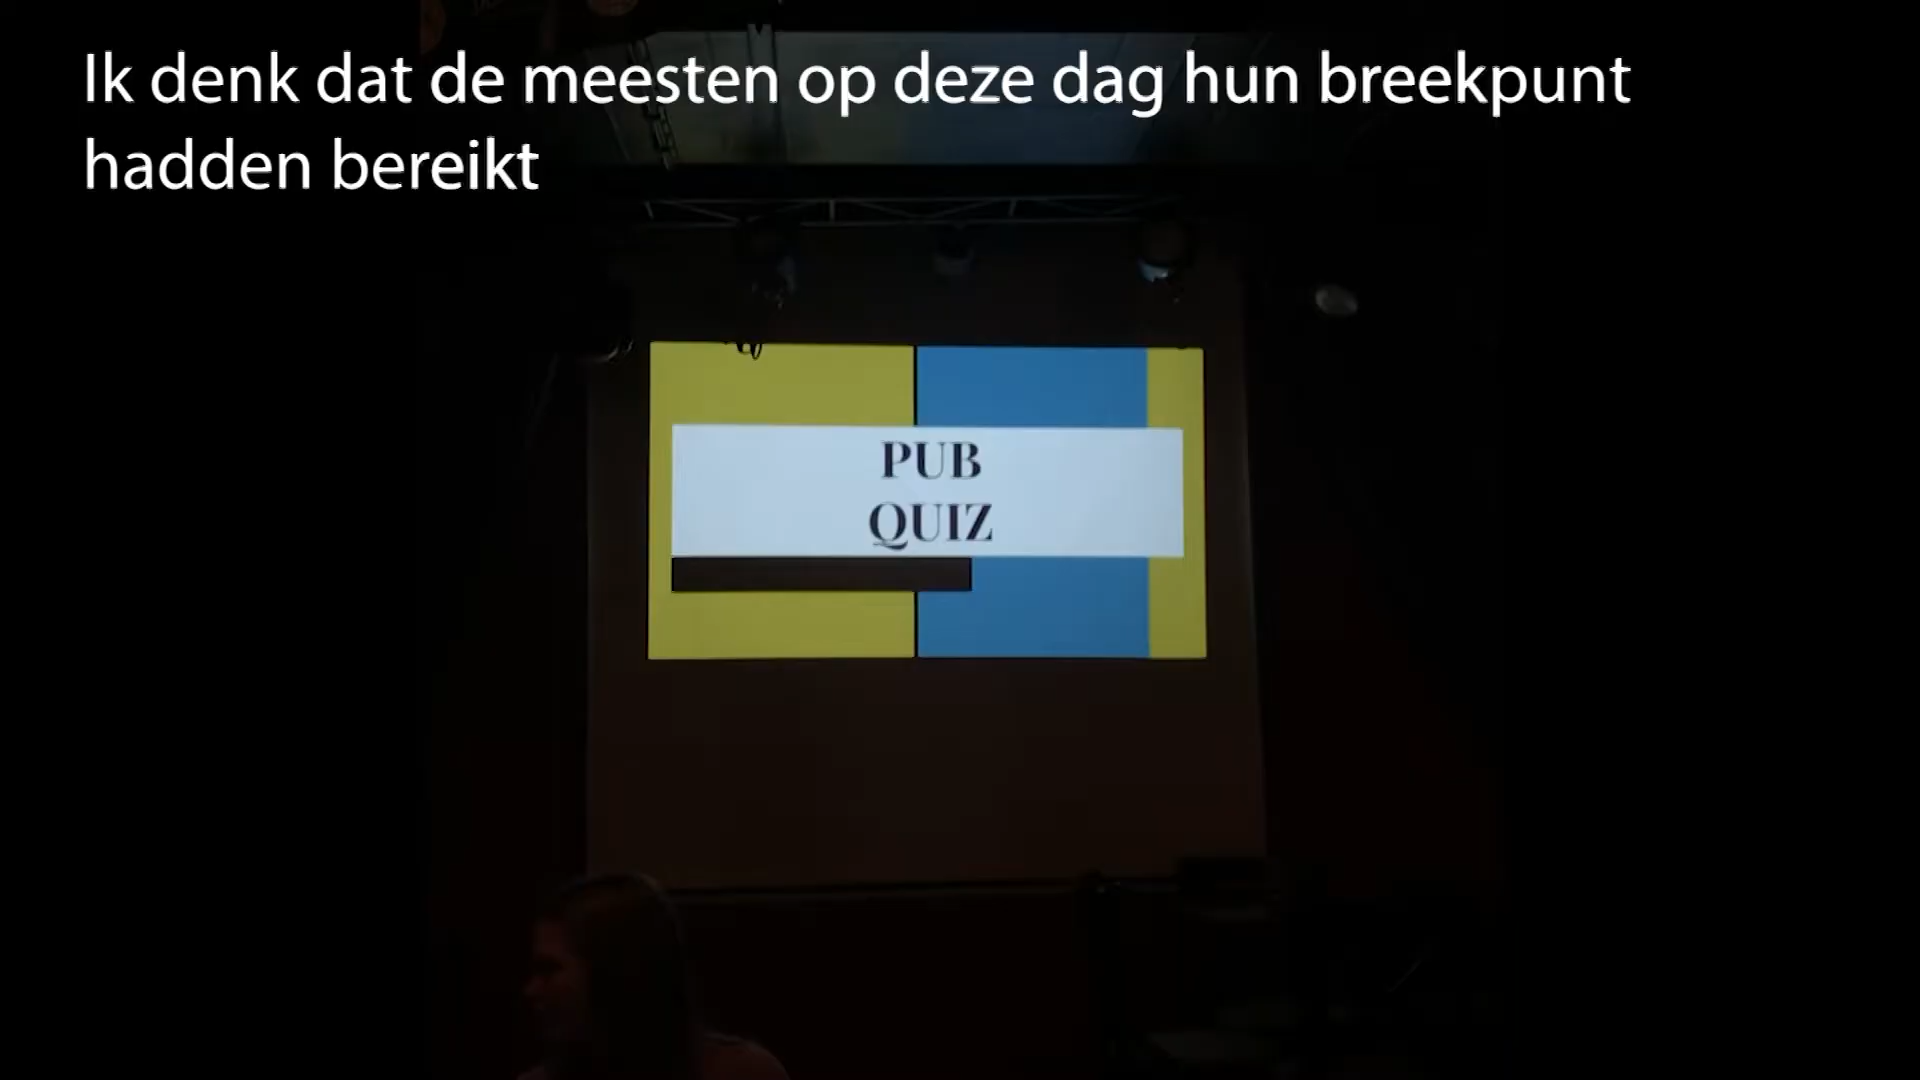 Ik denk dat de meesten op deze dag hun breekpunt
hadden bereikt
PUB
QUIZ